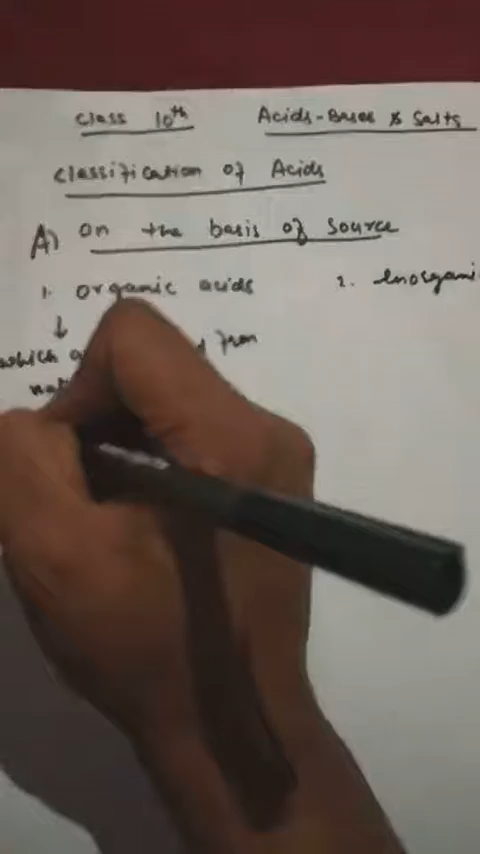 Class 10th Acids-Bases & Salts
Classification of Acids
A) On the basis of Source
1. Organic acids 2. Inorgani
↓
which from